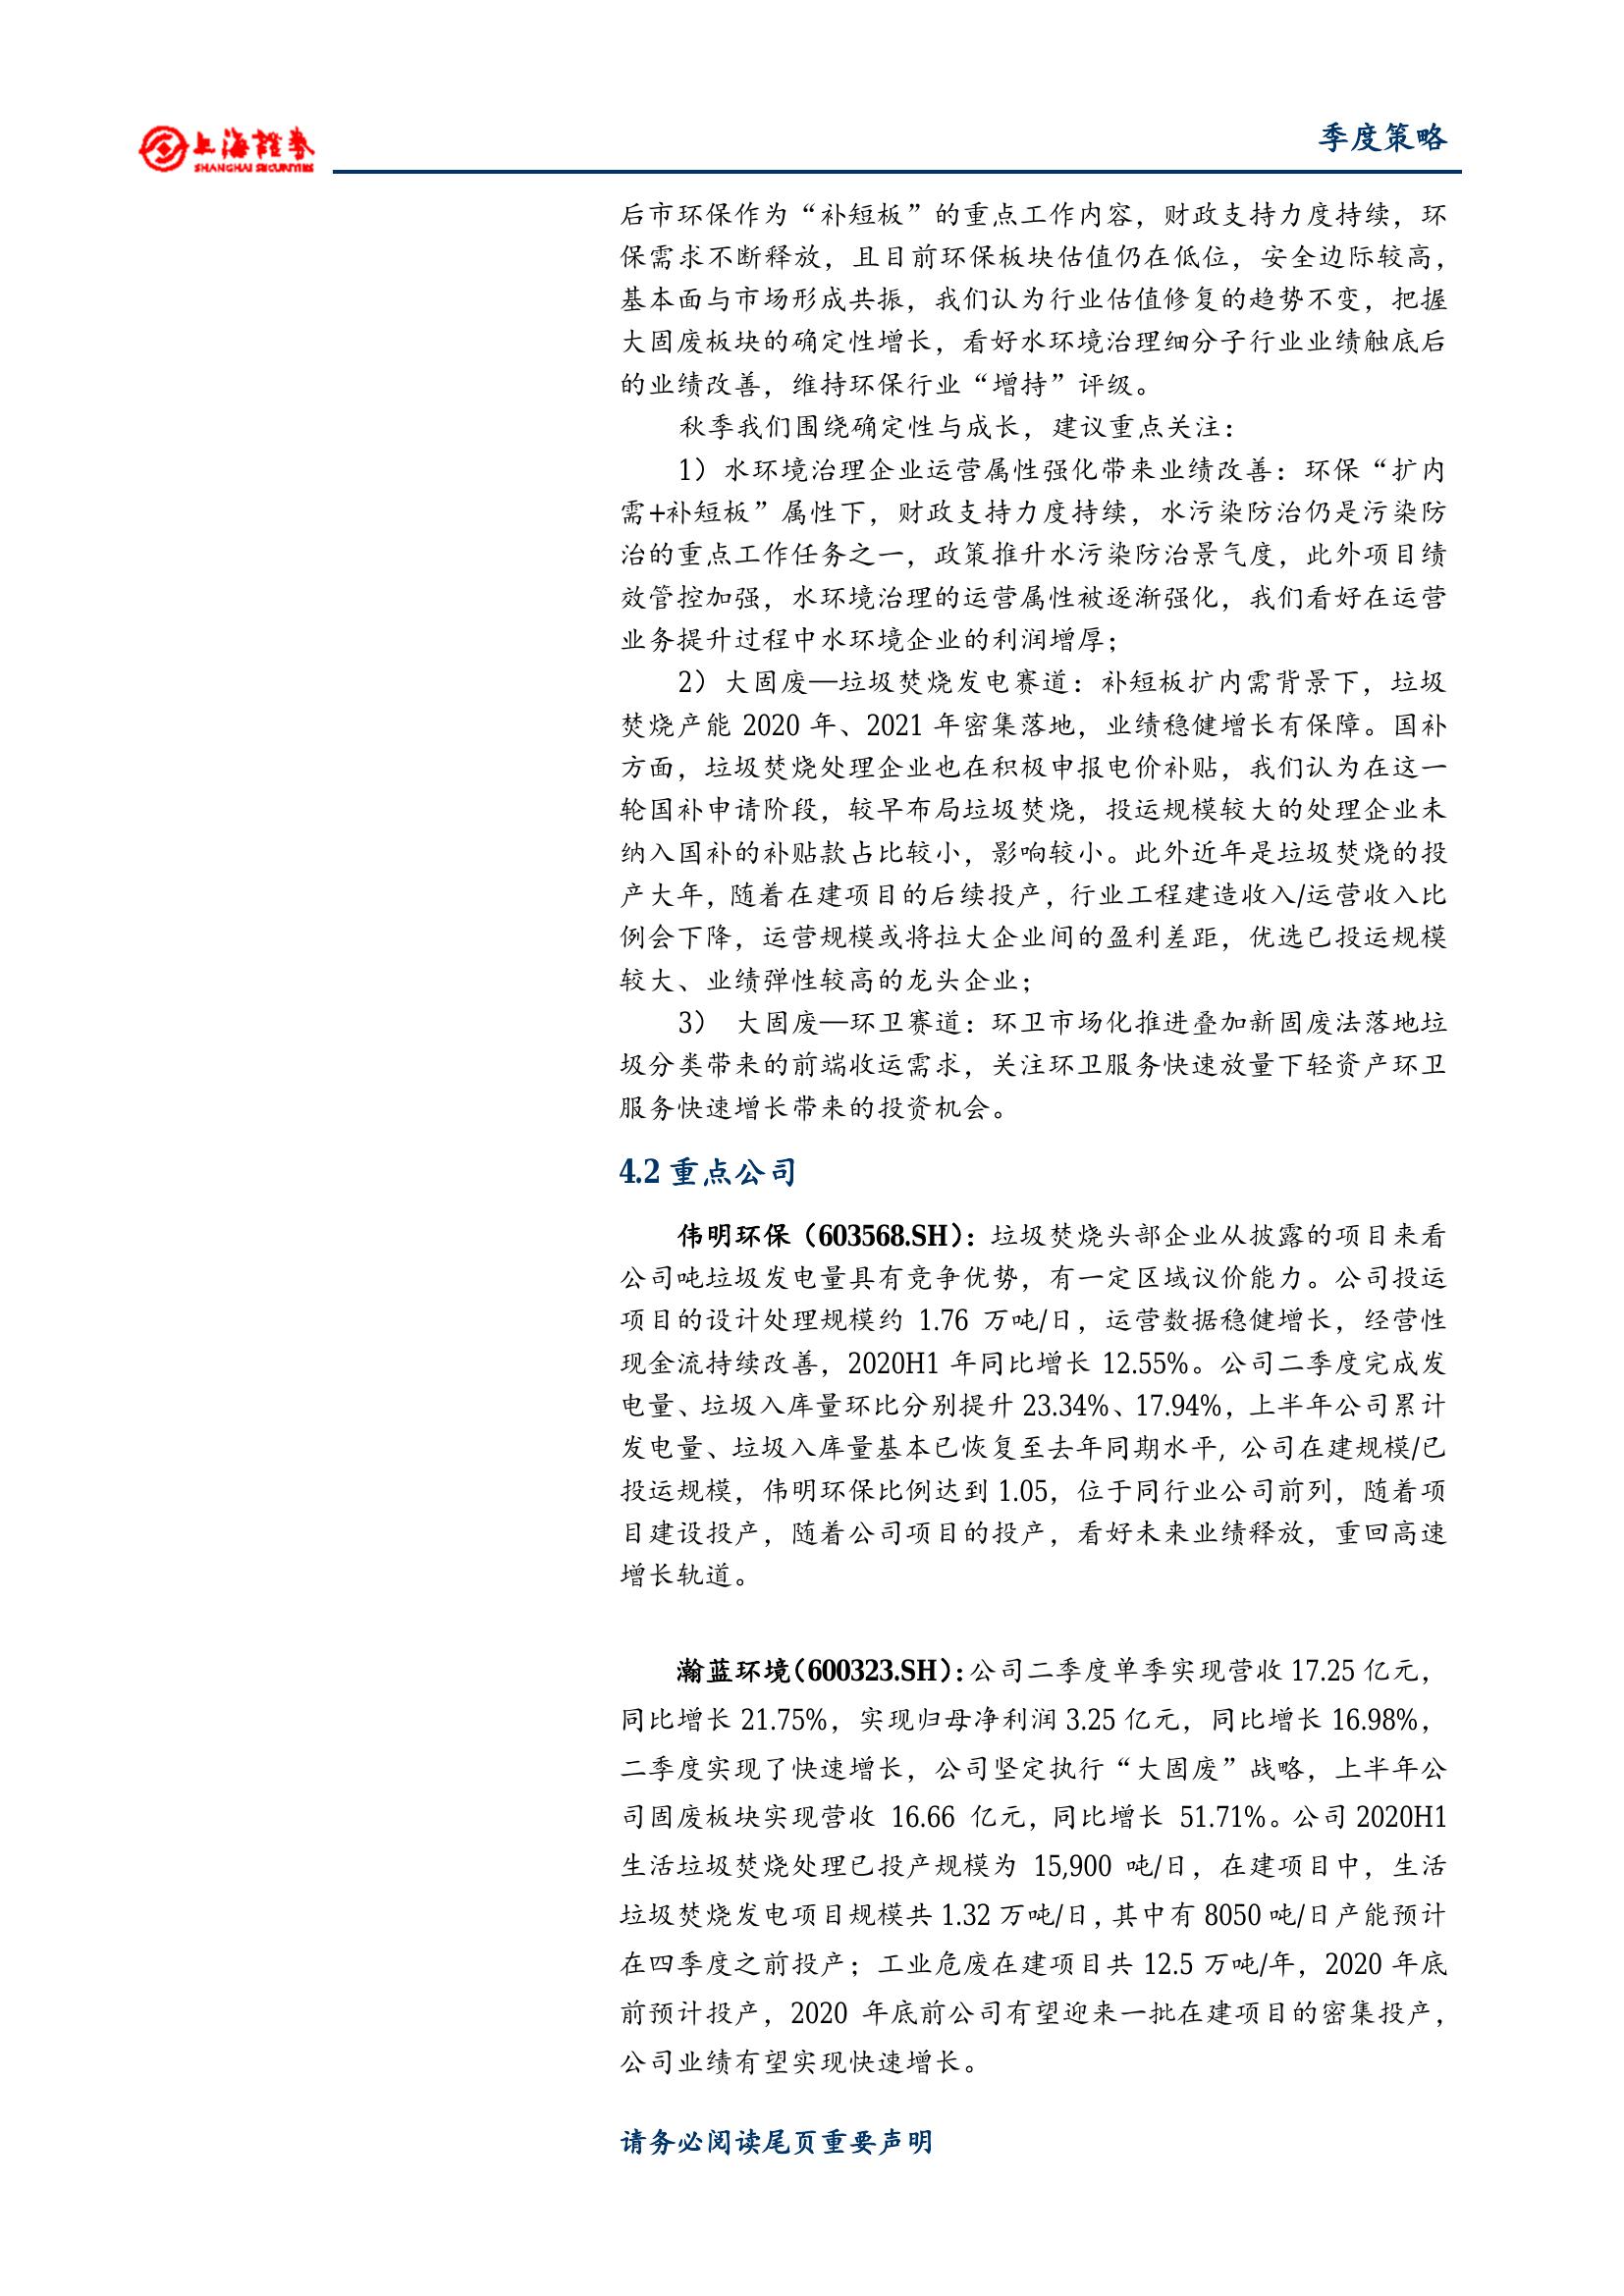 上海證券
SHANGHAI SECURITIES
季度策略
后市环保作为“补短板”的重点工作内容，财政支持力度持续，环
保需求不断释放，且目前环保板块估值仍在低位，安全边际较高，
基本面与市场形成共振，我们认为行业估值修复的趋势不变，把握
大固废板块的确定性增长，看好水环境治理细分子行业业绩触底后
的业绩改善，维持环保行业“增持”评级。
秋季我们围绕确定性与成长，建议重点关注：
1）水环境治理企业运营属性强化带来业绩改善：环保“扩内
需+补短板”属性下，财政支持力度持续，水污染防治仍是污染防
治的重点工作任务之一，政策推升水污染防治景气度，此外项目绩
效管控加强，水环境治理的运营属性被逐渐强化，我们看好在运营
业务提升过程中水环境企业的利润增厚；
2）大固废—垃圾焚烧发电赛道：补短板扩内需背景下，垃圾
焚烧产能 2020 年、2021 年密集落地，业绩稳健增长有保障。国补
方面，垃圾焚烧处理企业也在积极申报电价补贴，我们认为在这一
轮国补申请阶段，较早布局垃圾焚烧，投运规模较大的处理企业未
纳入国补的补贴款占比较小，影响较小。此外近年是垃圾焚烧的投
产大年，随着在建项目的后续投产，行业工程建造收入/运营收入比
例会下降，运营规模或将拉大企业间的盈利差距，优选已投运规模
较大、业绩弹性较高的龙头企业；
3） 大固废—环卫赛道：环卫市场化推进叠加新固废法落地垃
圾分类带来的前端收运需求，关注环卫服务快速放量下轻资产环卫
服务快速增长带来的投资机会。
4.2 重点公司
伟明环保（603568.SH）：垃圾焚烧头部企业从披露的项目来看
公司吨垃圾发电量具有竞争优势，有一定区域议价能力。公司投运
项目的设计处理规模约 1.76 万吨/日，运营数据稳健增长，经营性
现金流持续改善，2020H1 年同比增长 12.55%。公司二季度完成发
电量、垃圾入库量环比分别提升 23.34%、17.94%，上半年公司累计
发电量、垃圾入库量基本已恢复至去年同期水平, 公司在建规模/已
投运规模，伟明环保比例达到 1.05，位于同行业公司前列，随着项
目建设投产，随着公司项目的投产，看好未来业绩释放，重回高速
增长轨道。
瀚蓝环境（600323.SH）：公司二季度单季实现营收 17.25 亿元，
同比增长 21.75%，实现归母净利润 3.25 亿元，同比增长 16.98%，
二季度实现了快速增长，公司坚定执行“大固废”战略，上半年公
司固废板块实现营收 16.66 亿元，同比增长 51.71%。公司 2020H1
生活垃圾焚烧处理已投产规模为 15,900 吨/日，在建项目中，生活
垃圾焚烧发电项目规模共 1.32 万吨/日，其中有 8050 吨/日产能预计
在四季度之前投产；工业危废在建项目共 12.5 万吨/年，2020 年底
前预计投产，2020 年底前公司有望迎来一批在建项目的密集投产，
公司业绩有望实现快速增长。
请务必阅读尾页重要声明